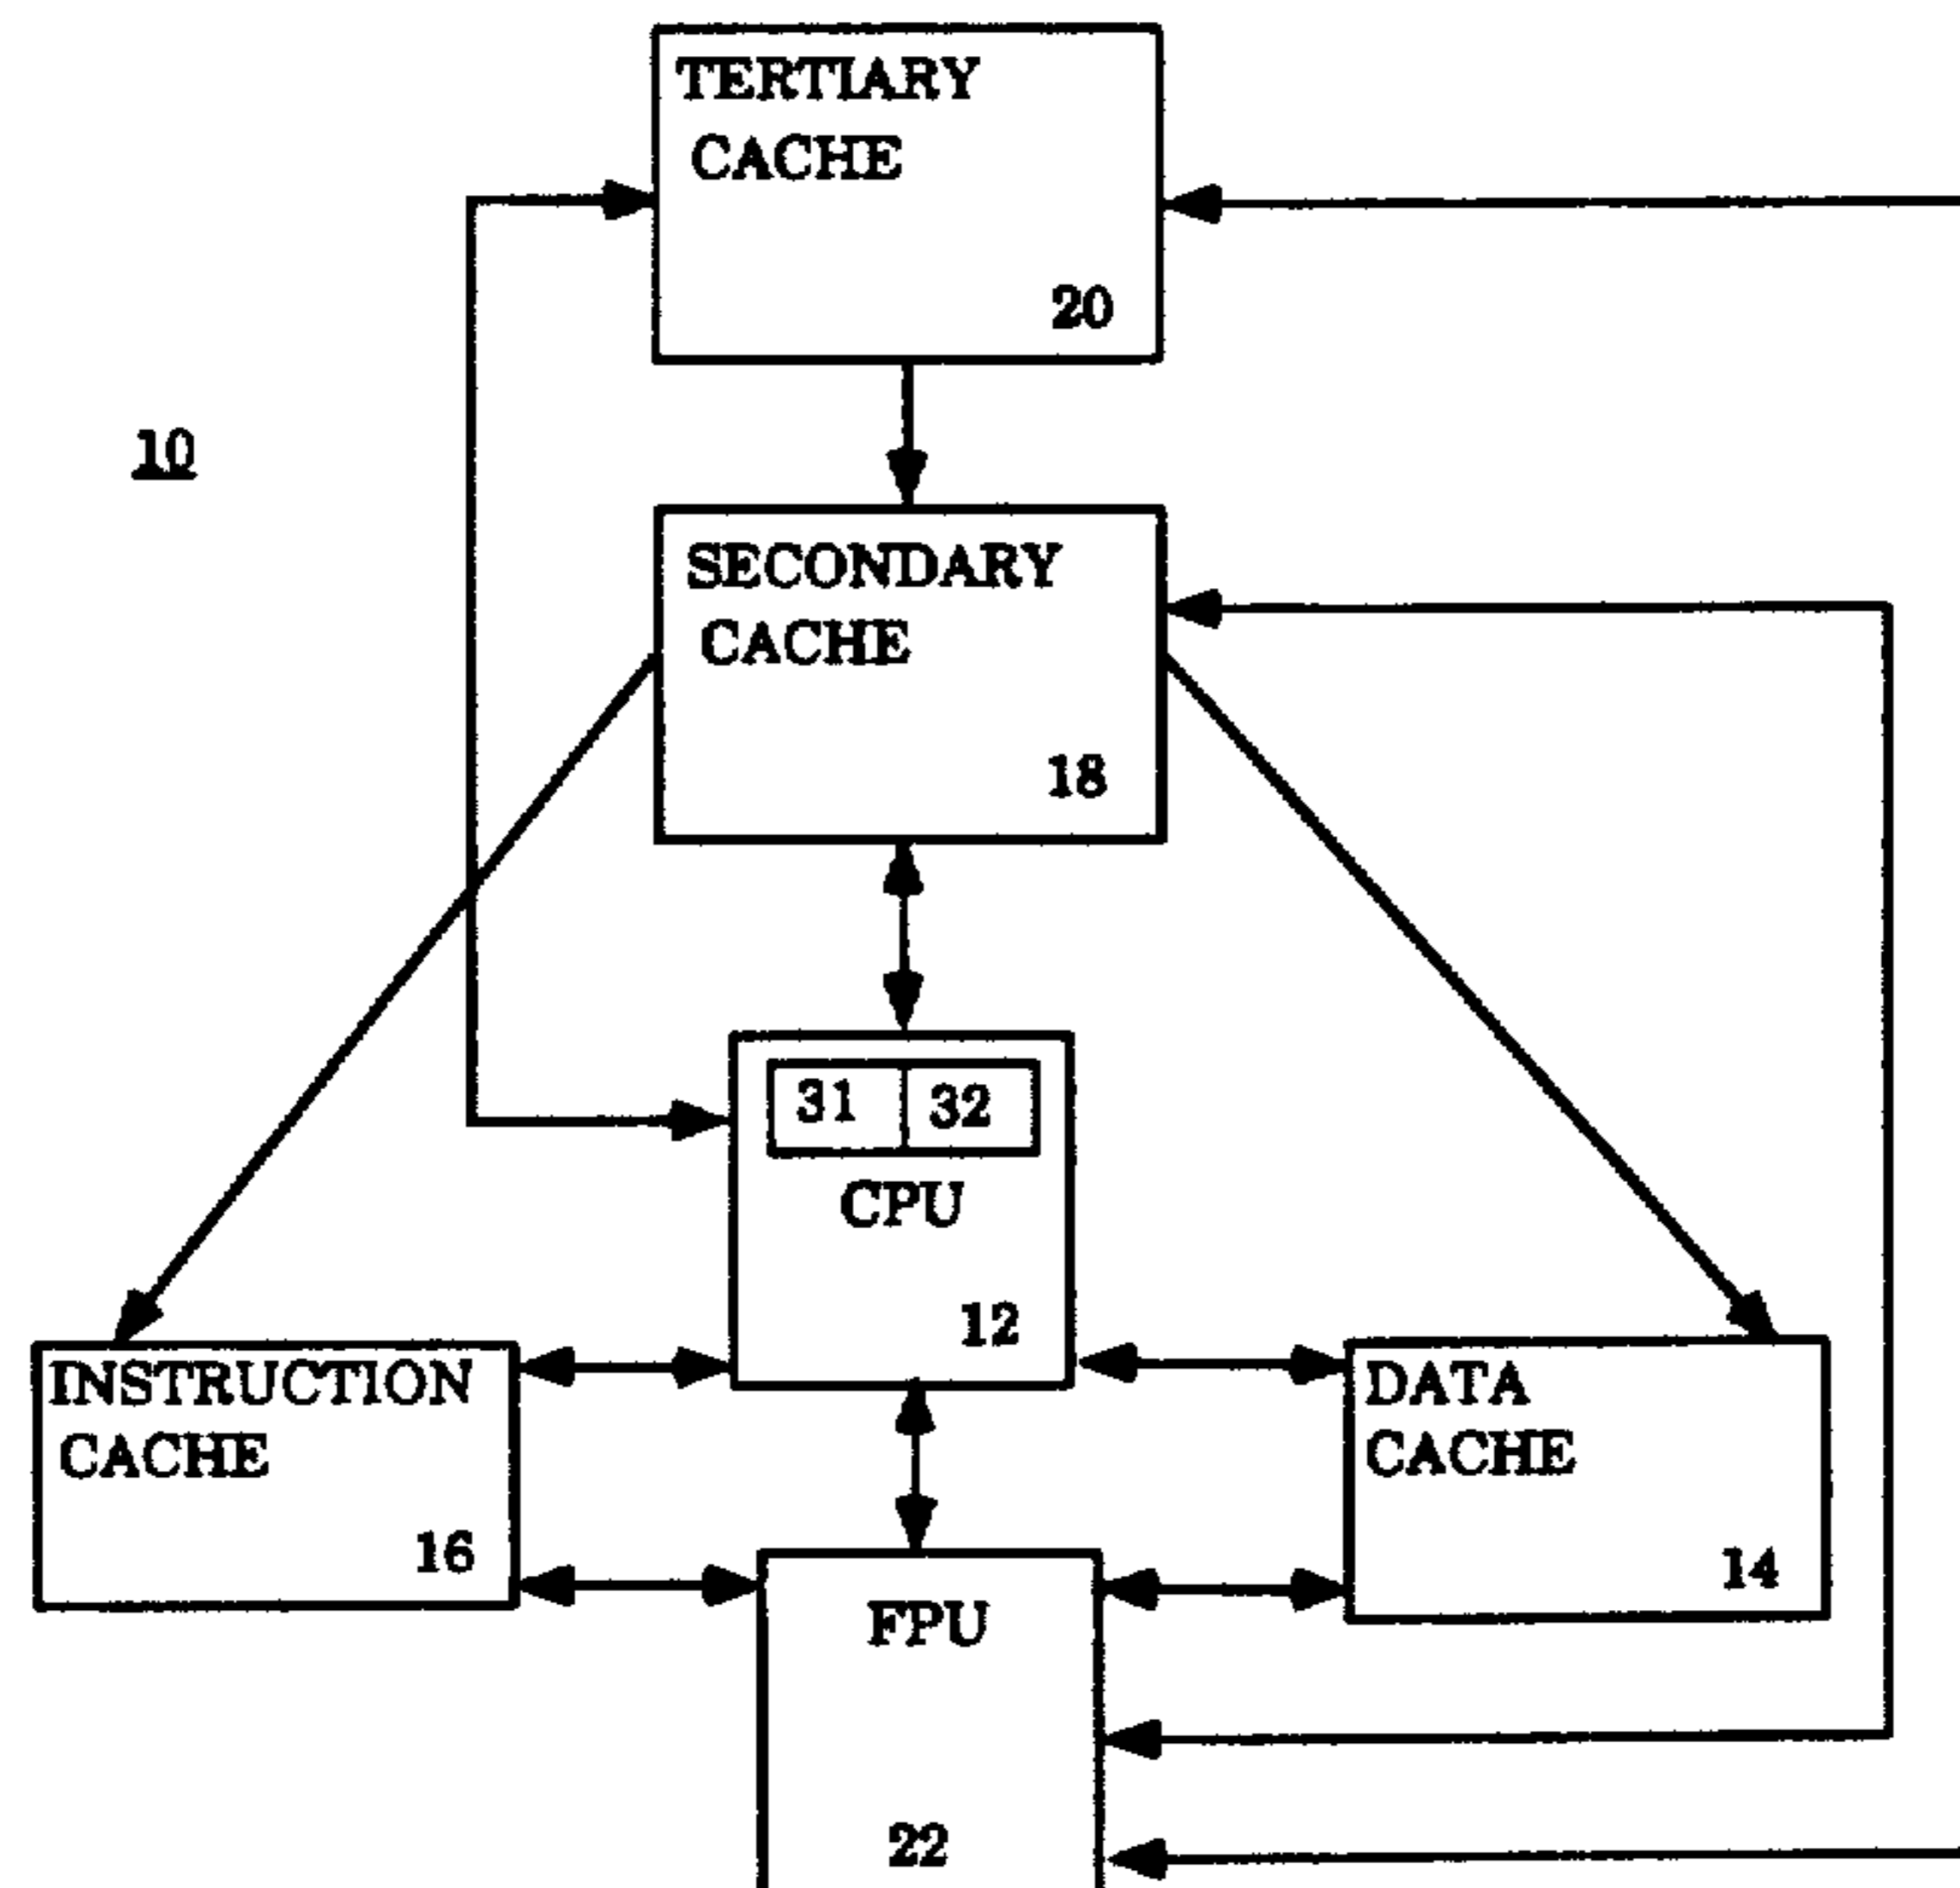 TERTIARY
CACHE
20
10
SECONDARY
CACHE
18
31 32
CPU
12
INSTRUCTION
CACHE
16
DATA
CACHE
14
FPU
22